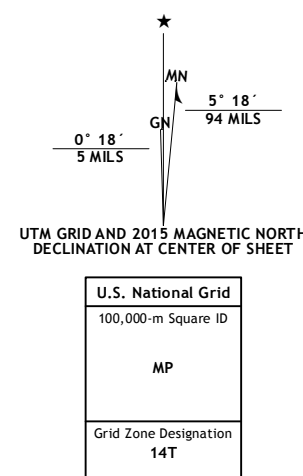 MN
GN
5° 18´
94 MILS
0° 18´
5 MILS
UTM GRID AND 2015 MAGNETIC NORTH
DECLINATION AT CENTER OF SHEET
U.S. National Grid
100,000-m Square ID
MP
Grid Zone Designation
14T